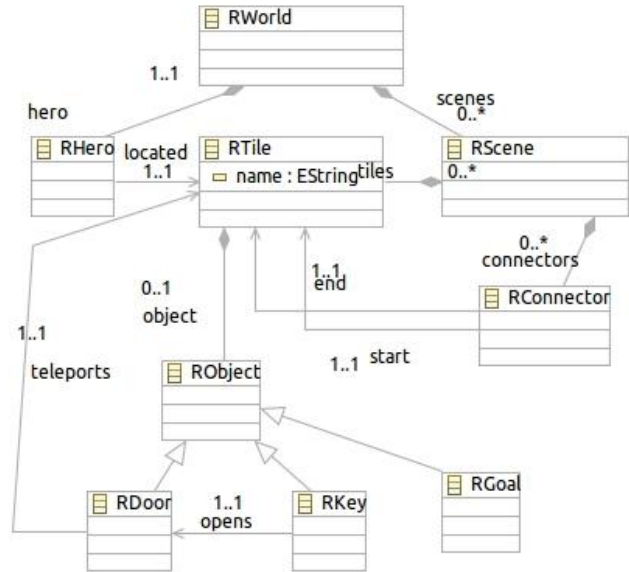 RWorld
1..1
scenes
0..*
hero
RHero
located
1..1
RTile
name : EString
tiles
0..*
RScene
0..*
connectors
0..1
object
1..1
end
RConnector
1..1
teleports
1..1
start
RObject
RDoor
1..1
opens
RKey
RGoal